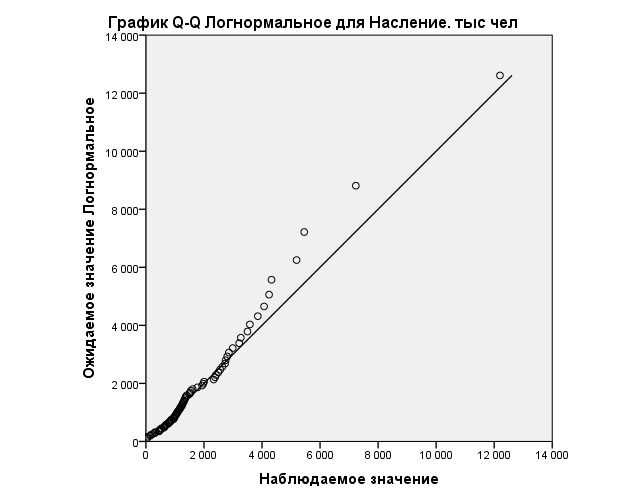 График Q-Q Логнормальное для Насление. тыс чел
Ожидаемое значение Логнормальное
14 000
12 000
10 000
8 000
6 000
4 000
2 000
0
0 2 000 4 000 6 000 8 000 10 000 12 000 14 000
Наблюдаемое значение